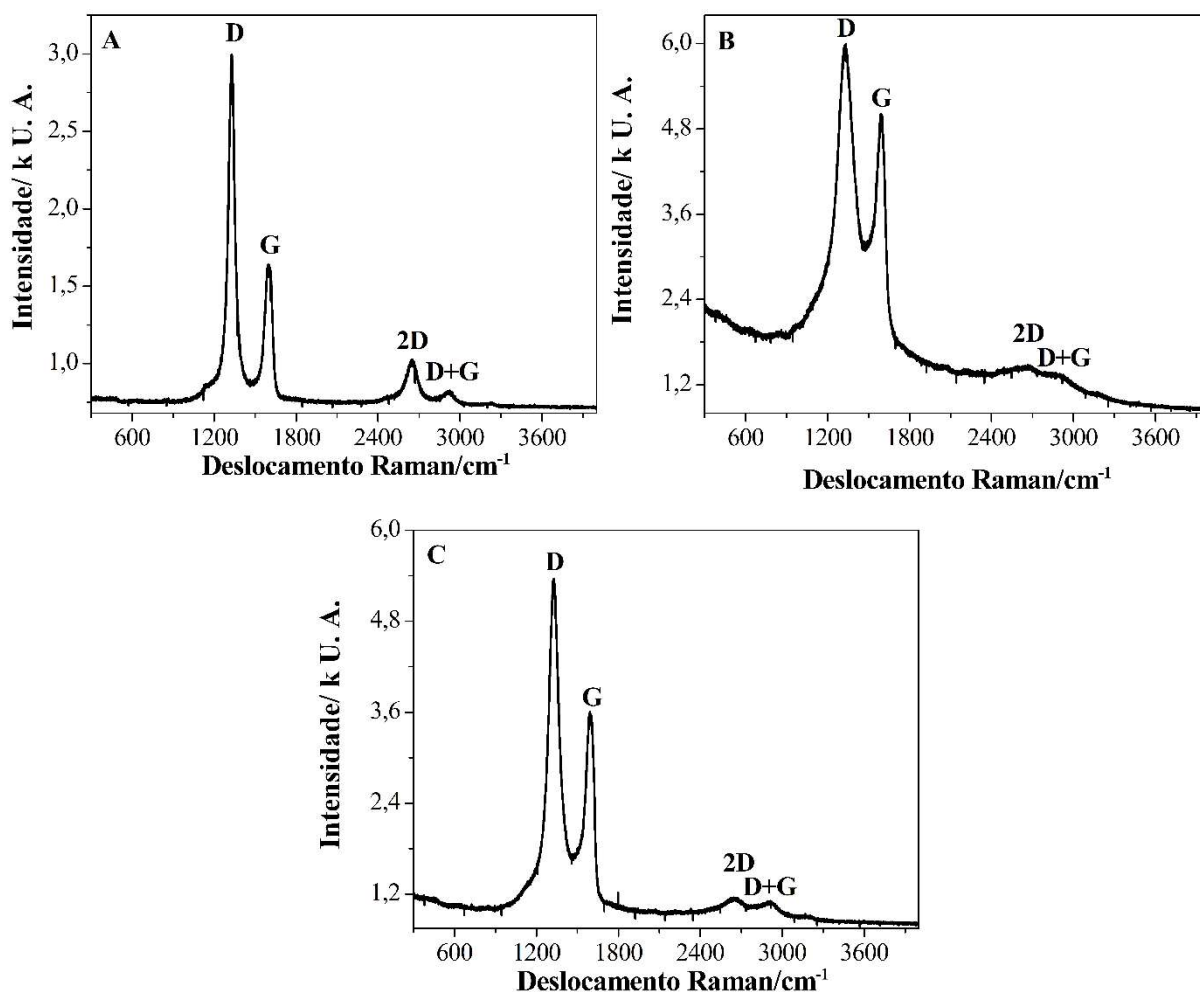 A
D
G
2D
D+G
3,0
2,5
2,0
1,5
1,0
600 1200 1800 2400 3000 3600
Intensidade/ k U. A.
Deslocamento Raman/cm-1
B
D
G
2D
D+G
6,0
4,8
3,6
2,4
1,2
600 1200 1800 2400 3000 3600
Intensidade/ k U. A.
Deslocamento Raman/cm-1
C
D
G
2D
D+G
6,0
4,8
3,6
2,4
1,2
600 1200 1800 2400 3000 3600
Intensidade/ k U. A.
Deslocamento Raman/cm-1